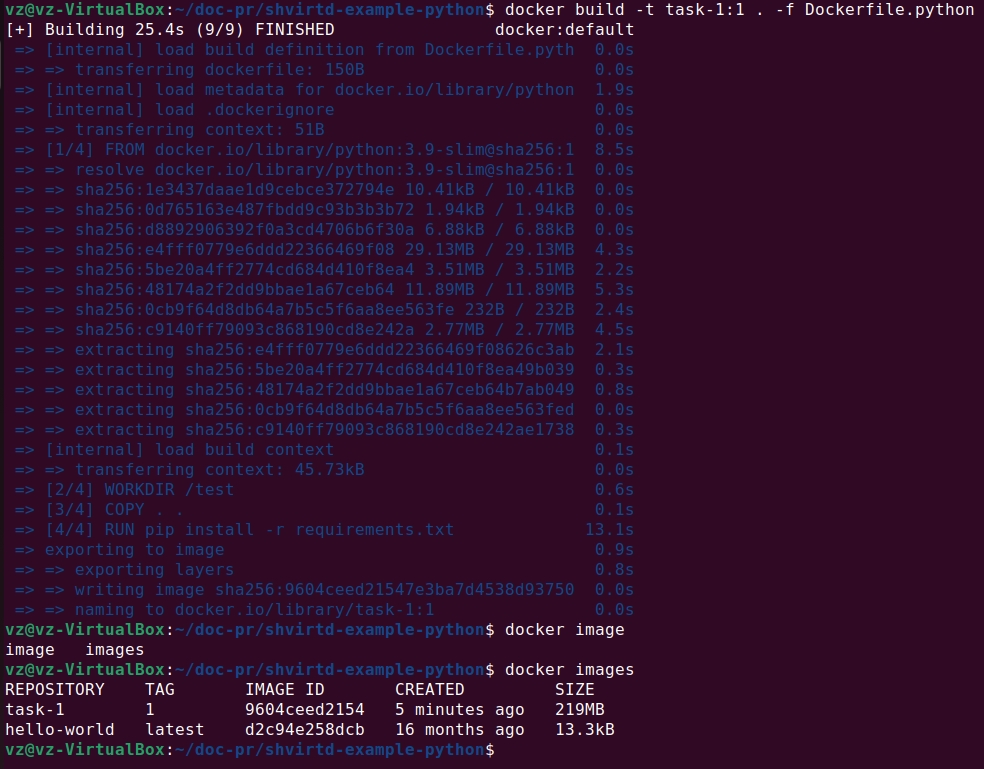 vz@vz-VirtualBox:~/doc-pr/shvirtd-example-python$ docker build -t task-1:1 . -f Dockerfile.python
[+] Building 25.4s (9/9) FINISHED docker:default
=> [internal] load build definition from Dockerfile.pyth 0.0s
=> => transferring dockerfile: 150B 0.0s
=> [internal] load metadata for docker.io/library/python 1.9s
=> [internal] load .dockerignore 0.0s
=> => transferring context: 51B 0.0s
=> [1/4] FROM docker.io/library/python:3.9-slim@sha256:1 8.5s
=> => resolve docker.io/library/python:3.9-slim@sha256:1 0.0s
=> => sha256:1e3437daae1d9cebce372794e 10.41kB / 10.41kB 0.0s
=> => sha256:0d765163e487fbdd9c93b3b3b72 1.94kB / 1.94kB 0.0s
=> => sha256:d8892906392f0a3cd4706b6f30a 6.88kB / 6.88kB 0.0s
=> => sha256:e4fff0779e6ddd22366469f08 29.13MB / 29.13MB 4.3s
=> => sha256:5be20a4ff2774cd684d410f8ea4 3.51MB / 3.51MB 2.2s
=> => sha256:48174a2f2dd9bbae1a67ceb64 11.89MB / 11.89MB 5.3s
=> => sha256:0cb9f64d8db64a7b5c5f6aa8ee563fe 232B / 232B 2.4s
=> => sha256:c9140ff79093c868190cd8e242a 2.77MB / 2.77MB 4.5s
=> => extracting sha256:e4fff0779e6ddd22366469f08626c3ab 2.1s
=> => extracting sha256:5be20a4ff2774cd684d410f8ea49b039 0.3s
=> => extracting sha256:48174a2f2dd9bbae1a67ceb64b7ab049 0.8s
=> => extracting sha256:0cb9f64d8db64a7b5c5f6aa8ee563fed 0.0s
=> => extracting sha256:c9140ff79093c868190cd8e242ae1738 0.3s
=> [internal] load build context 0.1s
=> => transferring context: 45.73kB 0.0s
=> [2/4] WORKDIR /test 0.6s
=> [3/4] COPY . . 0.1s
=> [4/4] RUN pip install -r requirements.txt 13.1s
=> exporting to image 0.9s
=> => exporting layers 0.8s
=> => writing image sha256:9604ceed21547e3ba7d4538d93750 0.0s
=> => naming to docker.io/library/task-1:1 0.0s
vz@vz-VirtualBox:~/doc-pr/shvirtd-example-python$ docker image
image images
vz@vz-VirtualBox:~/doc-pr/shvirtd-example-python$ docker images
REPOSITORY TAG IMAGE ID CREATED SIZE
task-1 1 9604ceed2154 5 minutes ago 219MB
hello-world latest d2c94e258dcb 16 months ago 13.3kB
vz@vz-VirtualBox:~/doc-pr/shvirtd-example-python$